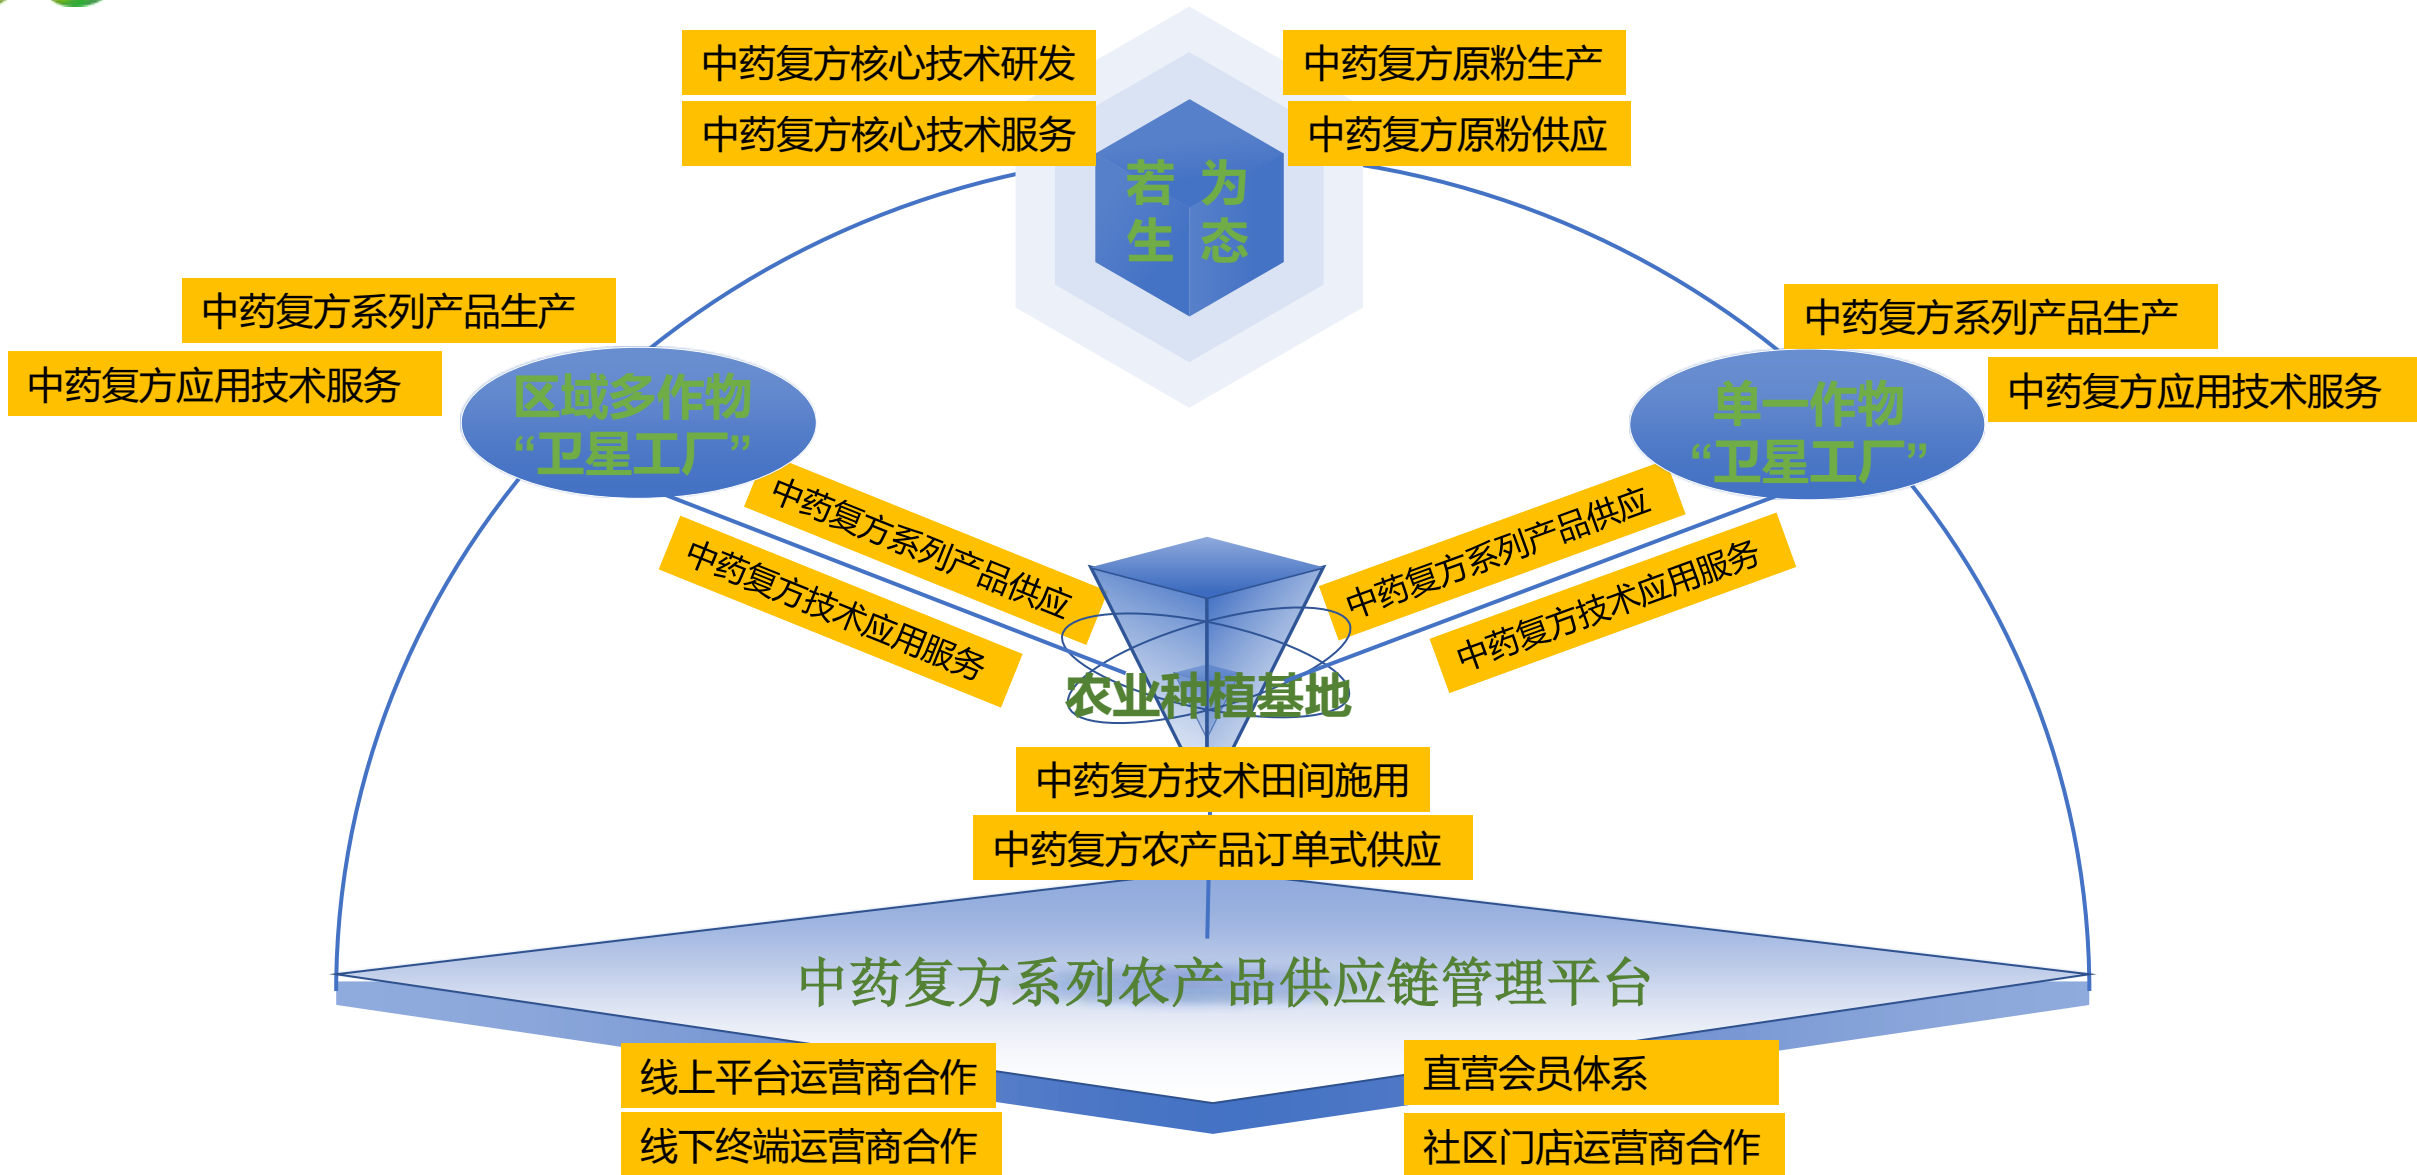 中药复方核心技术研发
中药复方原粉生产
中药复方核心技术服务
中药复方原粉供应
若 为
生 态
中药复方系列产品生产
中药复方系列产品生产
中药复方应用技术服务
中药复方应用技术服务
区域多作物
“卫星工厂”
单一作物
“卫星工厂”
中药复方系列产品供应
中药复方技术应用服务
中药复方系列产品供应
中药复方技术应用服务
农业种植基地
中药复方技术田间施用
中药复方农产品订单式供应
中药复方系列农产品供应链管理平台
线上平台运营商合作
直营会员体系
线下终端运营商合作
社区门店运营商合作